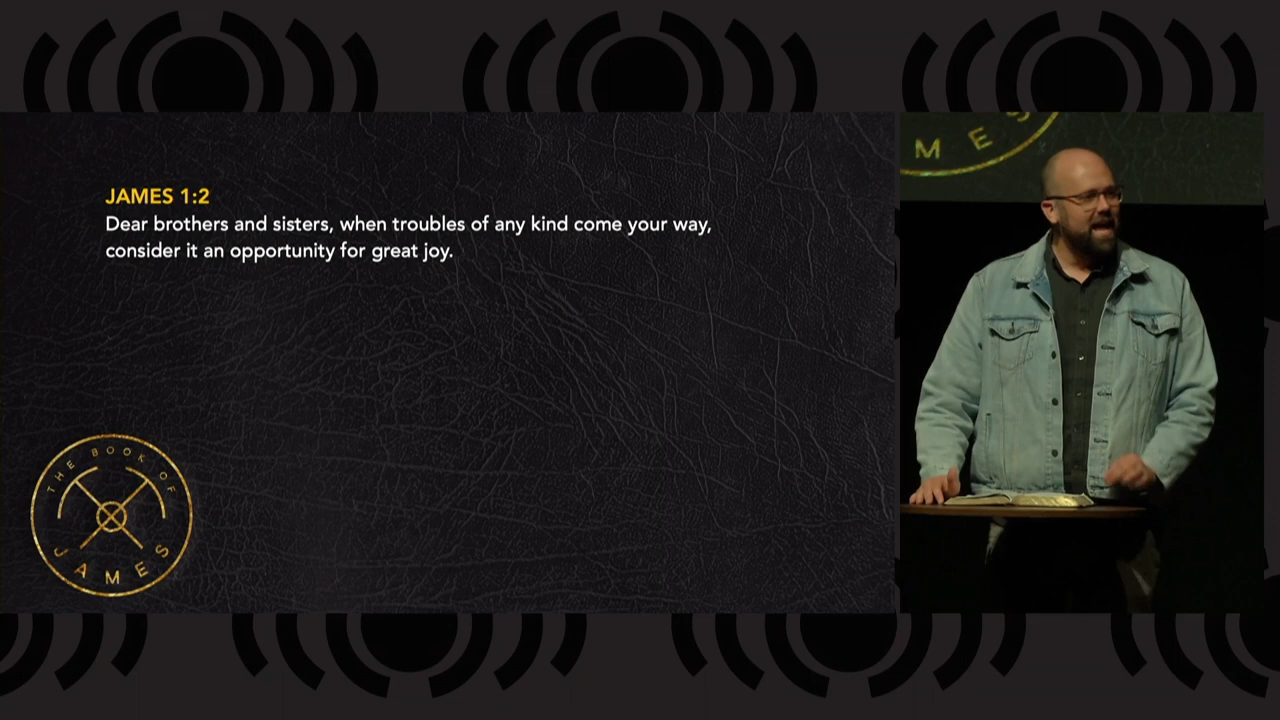 JAMES 1:2
Dear brothers and sisters, when troubles of any kind come your way,
consider it an opportunity for great joy.
THE BOOK OF
JAMES
MES